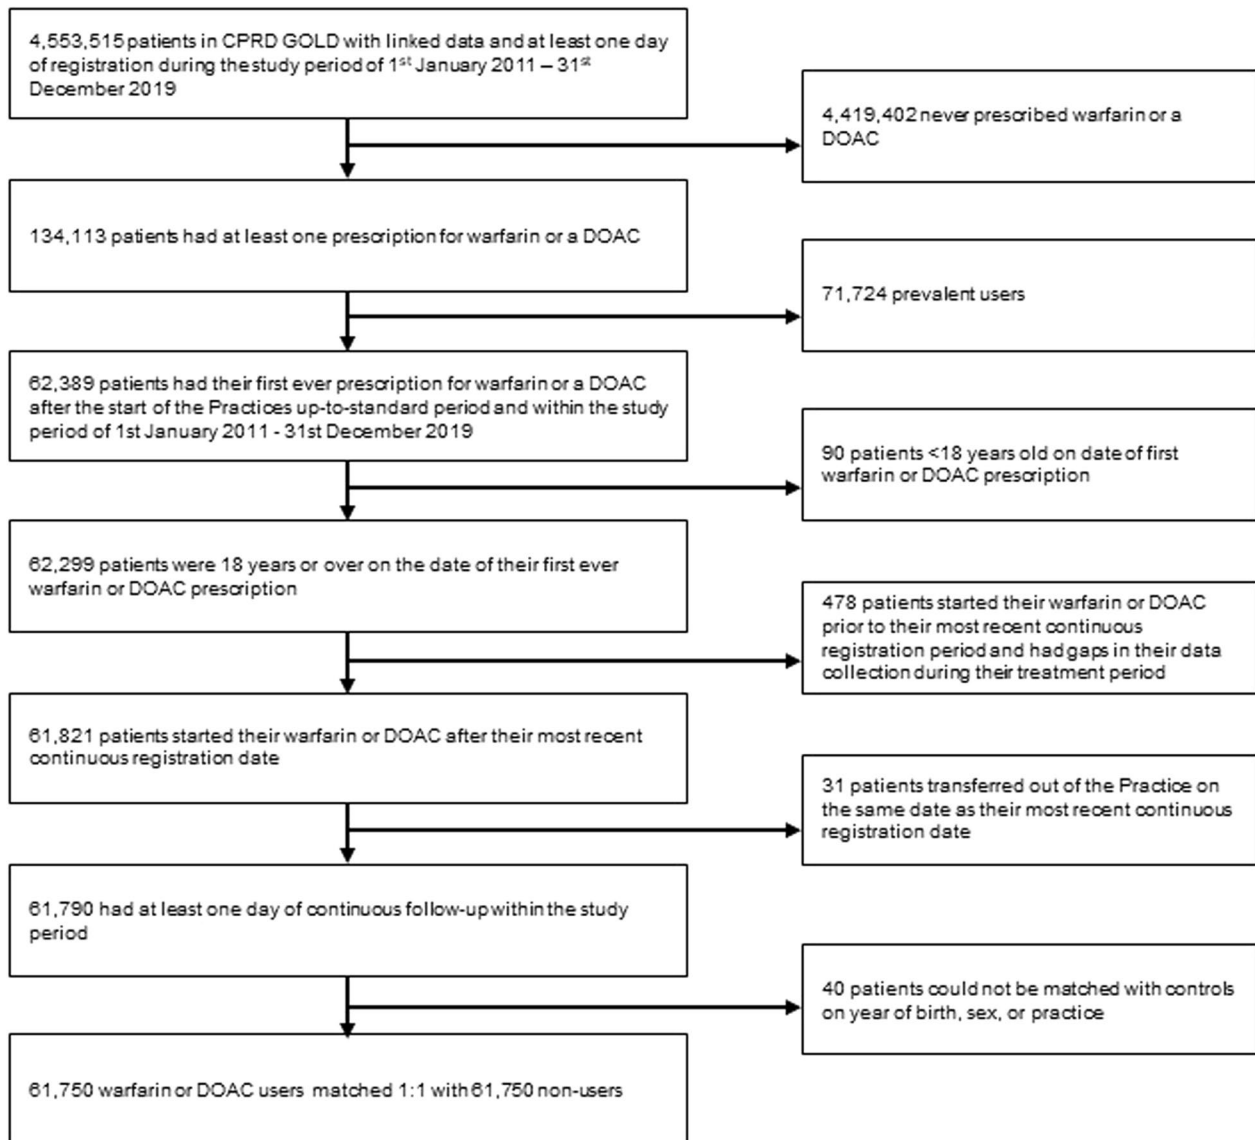 4,553,515 patients in CPRD GOLD with linked data and at least one day
of registration during the study period of 1st January 2011 – 31st
December 2019
4,419,402 never prescribed warfarin or a
DOAC
134,113 patients had at least one prescription for warfarin or a DOAC
71,724 prevalent users
62,389 patients had their first ever prescription for warfarin or a DOAC
after the start of the Practices up-to-standard period and within the study
period of 1st January 2011 - 31st December 2019
90 patients <18 years old on date of first
warfarin or DOAC prescription
62,299 patients were 18 years or over on the date of their first ever
warfarin or DOAC prescription
478 patients started their warfarin or DOAC
prior to their most recent continuous
registration period and had gaps in their data
collection during their treatment period
61,821 patients started their warfarin or DOAC after their most recent
continuous registration date
31 patients transferred out of the Practice on
the same date as their most recent continuous
registration date
61,790 had at least one day of continuous follow-up within the study
period
40 patients could not be matched with controls
on year of birth, sex, or practice
61,750 warfarin or DOAC users matched 1:1 with 61,750 non-users